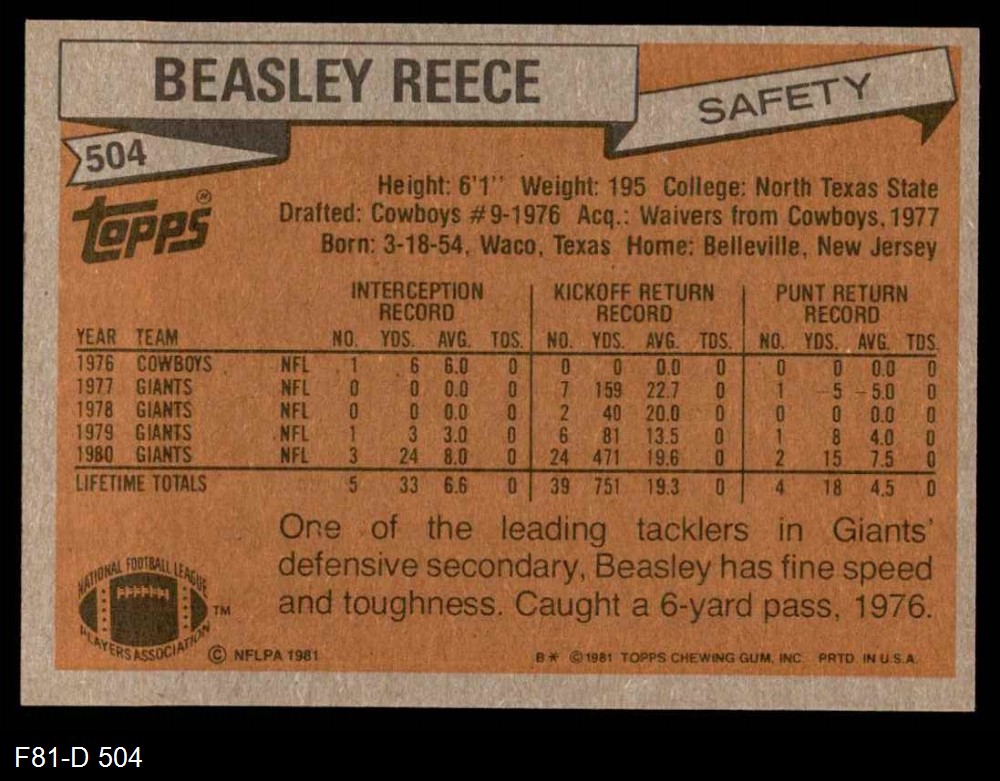 BEASLEY REECE
SAFETY
504
TOPPS®
Height: 6'1'' Weight: 195 College: North Texas State
Drafted: Cowboys #9-1976 Acq.: Waivers from Cowboys, 1977
Born: 3-18-54, Waco, Texas Home: Belleville, New Jersey
INTERCEPTION RECORD KICKOFF RETURN RECORD PUNT RETURN RECORD
YEAR TEAM NO. YDS. AVG. TDS. NO. YDS. AVG. TDS. NO. YDS. AVG. TDS.
1976 COWBOYS NFL 1 6 6.0 0 0 0 0.0 0 0 0 0.0 0
1977 GIANTS NFL 0 0 0.0 0 7 159 22.7 0 1 -5 -5.0 0
1978 GIANTS NFL 0 0 0.0 0 2 40 20.0 0 0 0 0.0 0
1979 GIANTS NFL 1 3 3.0 0 6 81 13.5 0 1 8 4.0 0
1980 GIANTS NFL 3 24 8.0 0 24 471 19.6 0 2 15 7.5 0
LIFETIME TOTALS 5 33 6.6 0 39 751 19.3 0 4 18 4.5 0
One of the leading tacklers in Giants'
defensive secondary, Beasley has fine speed
and toughness. Caught a 6-yard pass, 1976.
NATIONAL FOOTBALL LEAGUE
PLAYERS ASSOCIATION
TM
© NFLPA 1981
B* © 1981 TOPPS CHEWING GUM, INC. PRTD. IN U.S.A.
F81-D 504